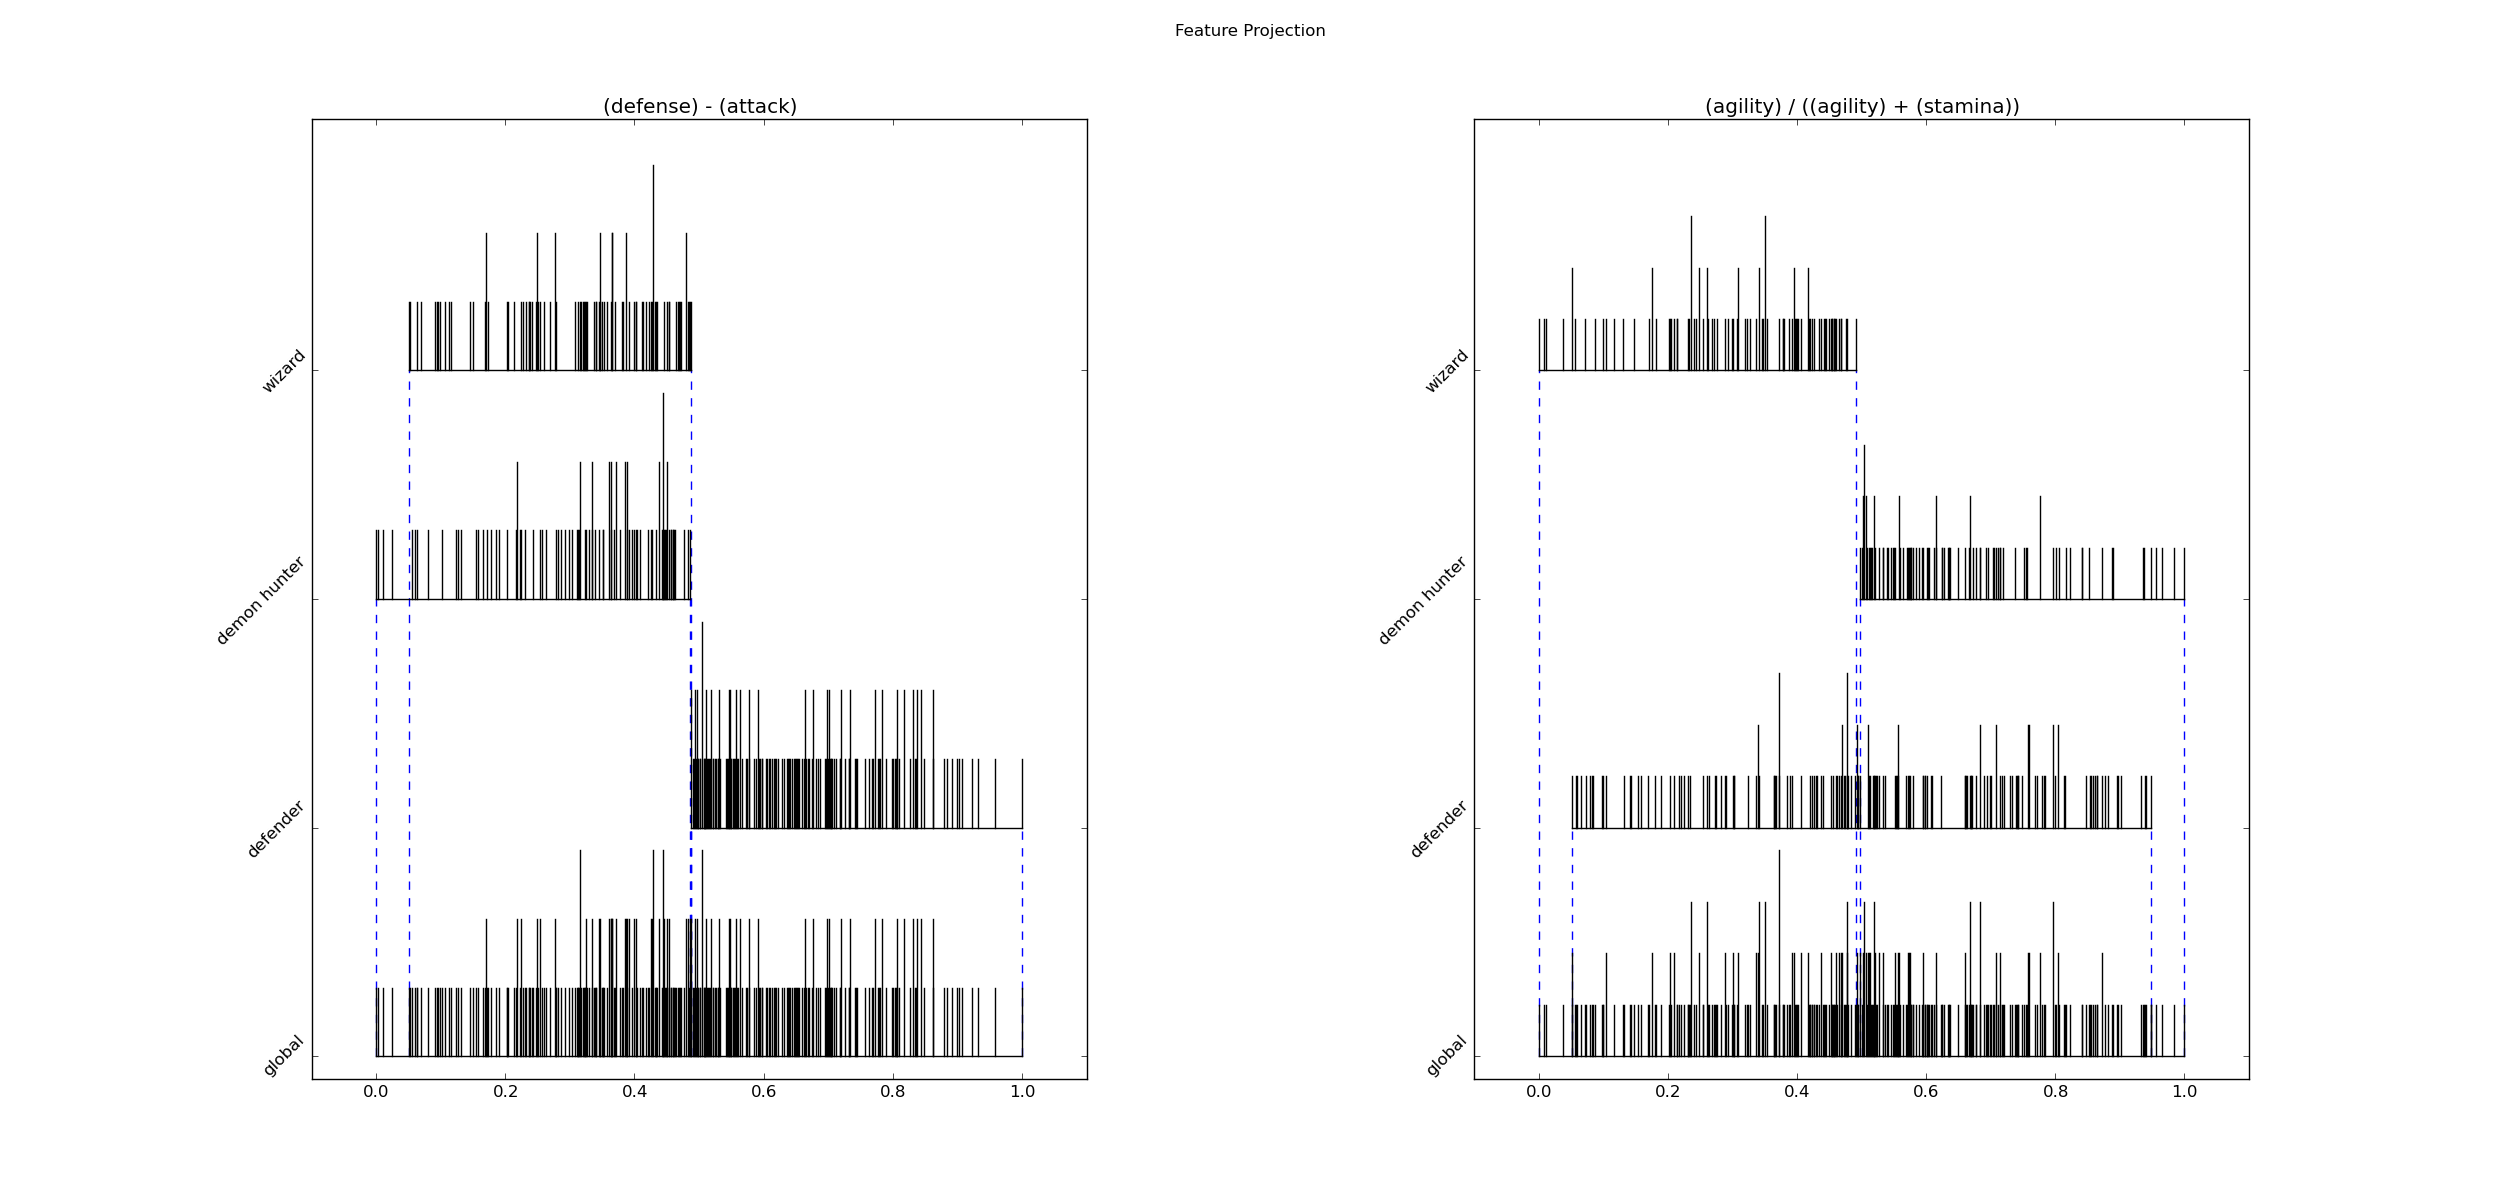 Feature Projection
(defense) - (attack)
wizard
demon hunter
defender
global
0.0 0.2 0.4 0.6 0.8 1.0
(agility) / ((agility) + (stamina))
wizard
demon hunter
defender
global
0.0 0.2 0.4 0.6 0.8 1.0